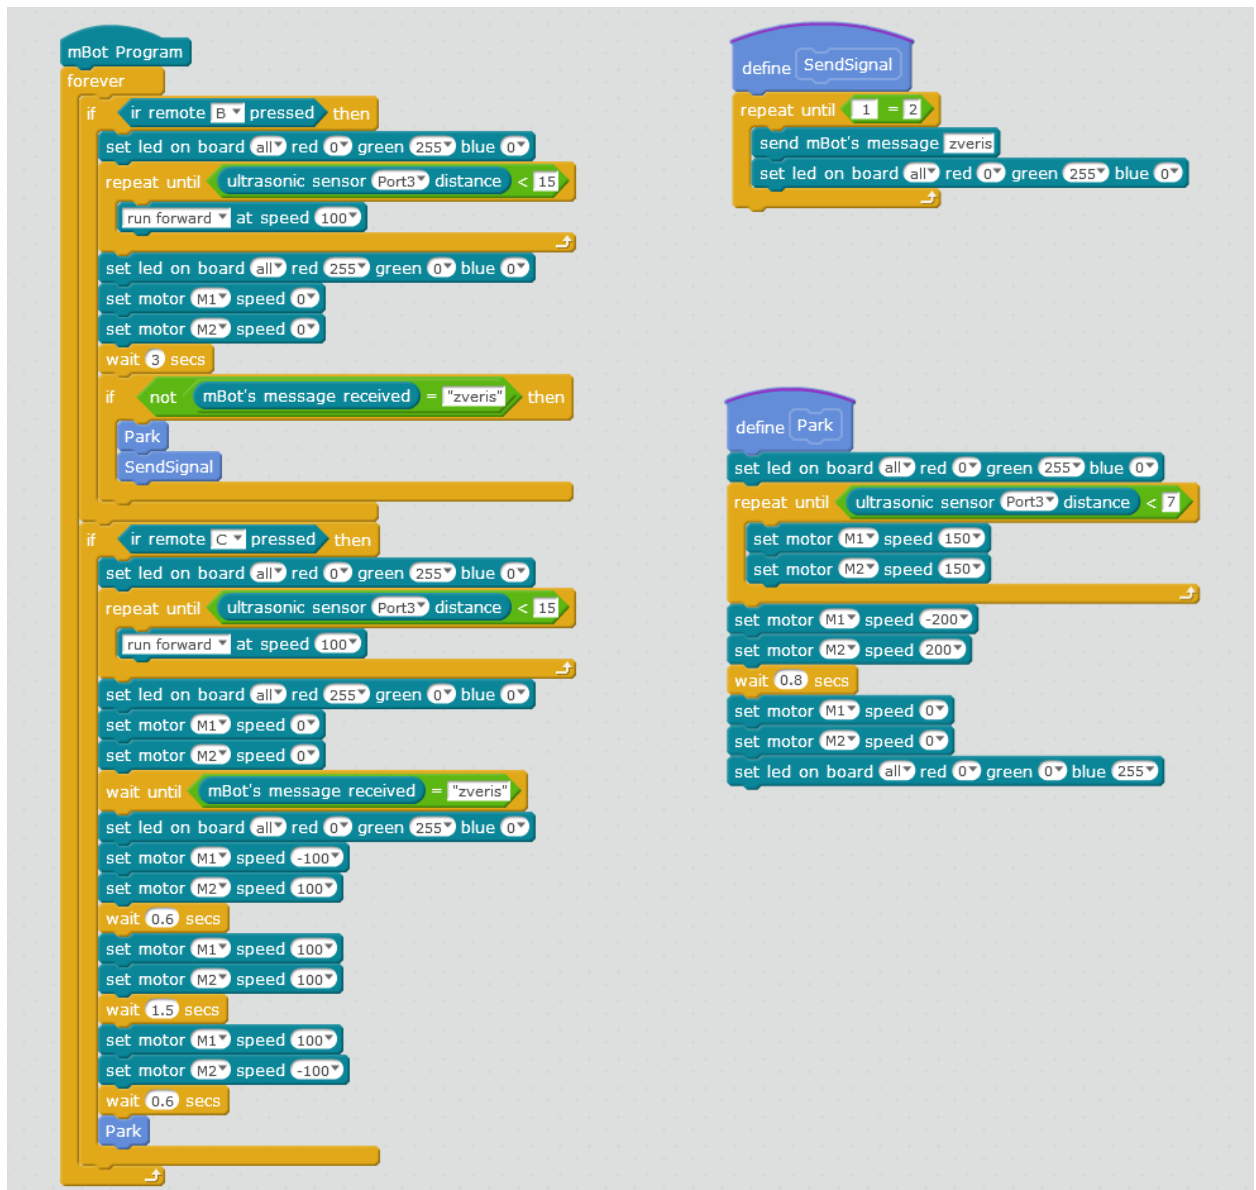 mBot Program
forever
if ir remote B pressed then
set led on board all red 0 green 255 blue 0
repeat until ultrasonic sensor Port3 distance < 15
run forward at speed 100
set led on board all red 255 green 0 blue 0
set motor M1 speed 0
set motor M2 speed 0
wait 3 secs
if not mBot's message received = "zveris" then
Park
SendSignal
if ir remote C pressed then
set led on board all red 0 green 255 blue 0
repeat until ultrasonic sensor Port3 distance < 15
run forward at speed 100
set led on board all red 255 green 0 blue 0
set motor M1 speed 0
set motor M2 speed 0
wait until mBot's message received = "zveris"
set led on board all red 0 green 255 blue 0
set motor M1 speed -100
set motor M2 speed 100
wait 0.6 secs
set motor M1 speed 100
set motor M2 speed 100
wait 1.5 secs
set motor M1 speed 100
set motor M2 speed -100
wait 0.6 secs
Park
define SendSignal
repeat until 1 = 2
send mBot's message zveris
set led on board all red 0 green 255 blue 0
define Park
set led on board all red 0 green 255 blue 0
repeat until ultrasonic sensor Port3 distance < 7
set motor M1 speed 150
set motor M2 speed 150
set motor M1 speed -200
set motor M2 speed 200
wait 0.8 secs
set motor M1 speed 0
set motor M2 speed 0
set led on board all red 0 green 0 blue 255